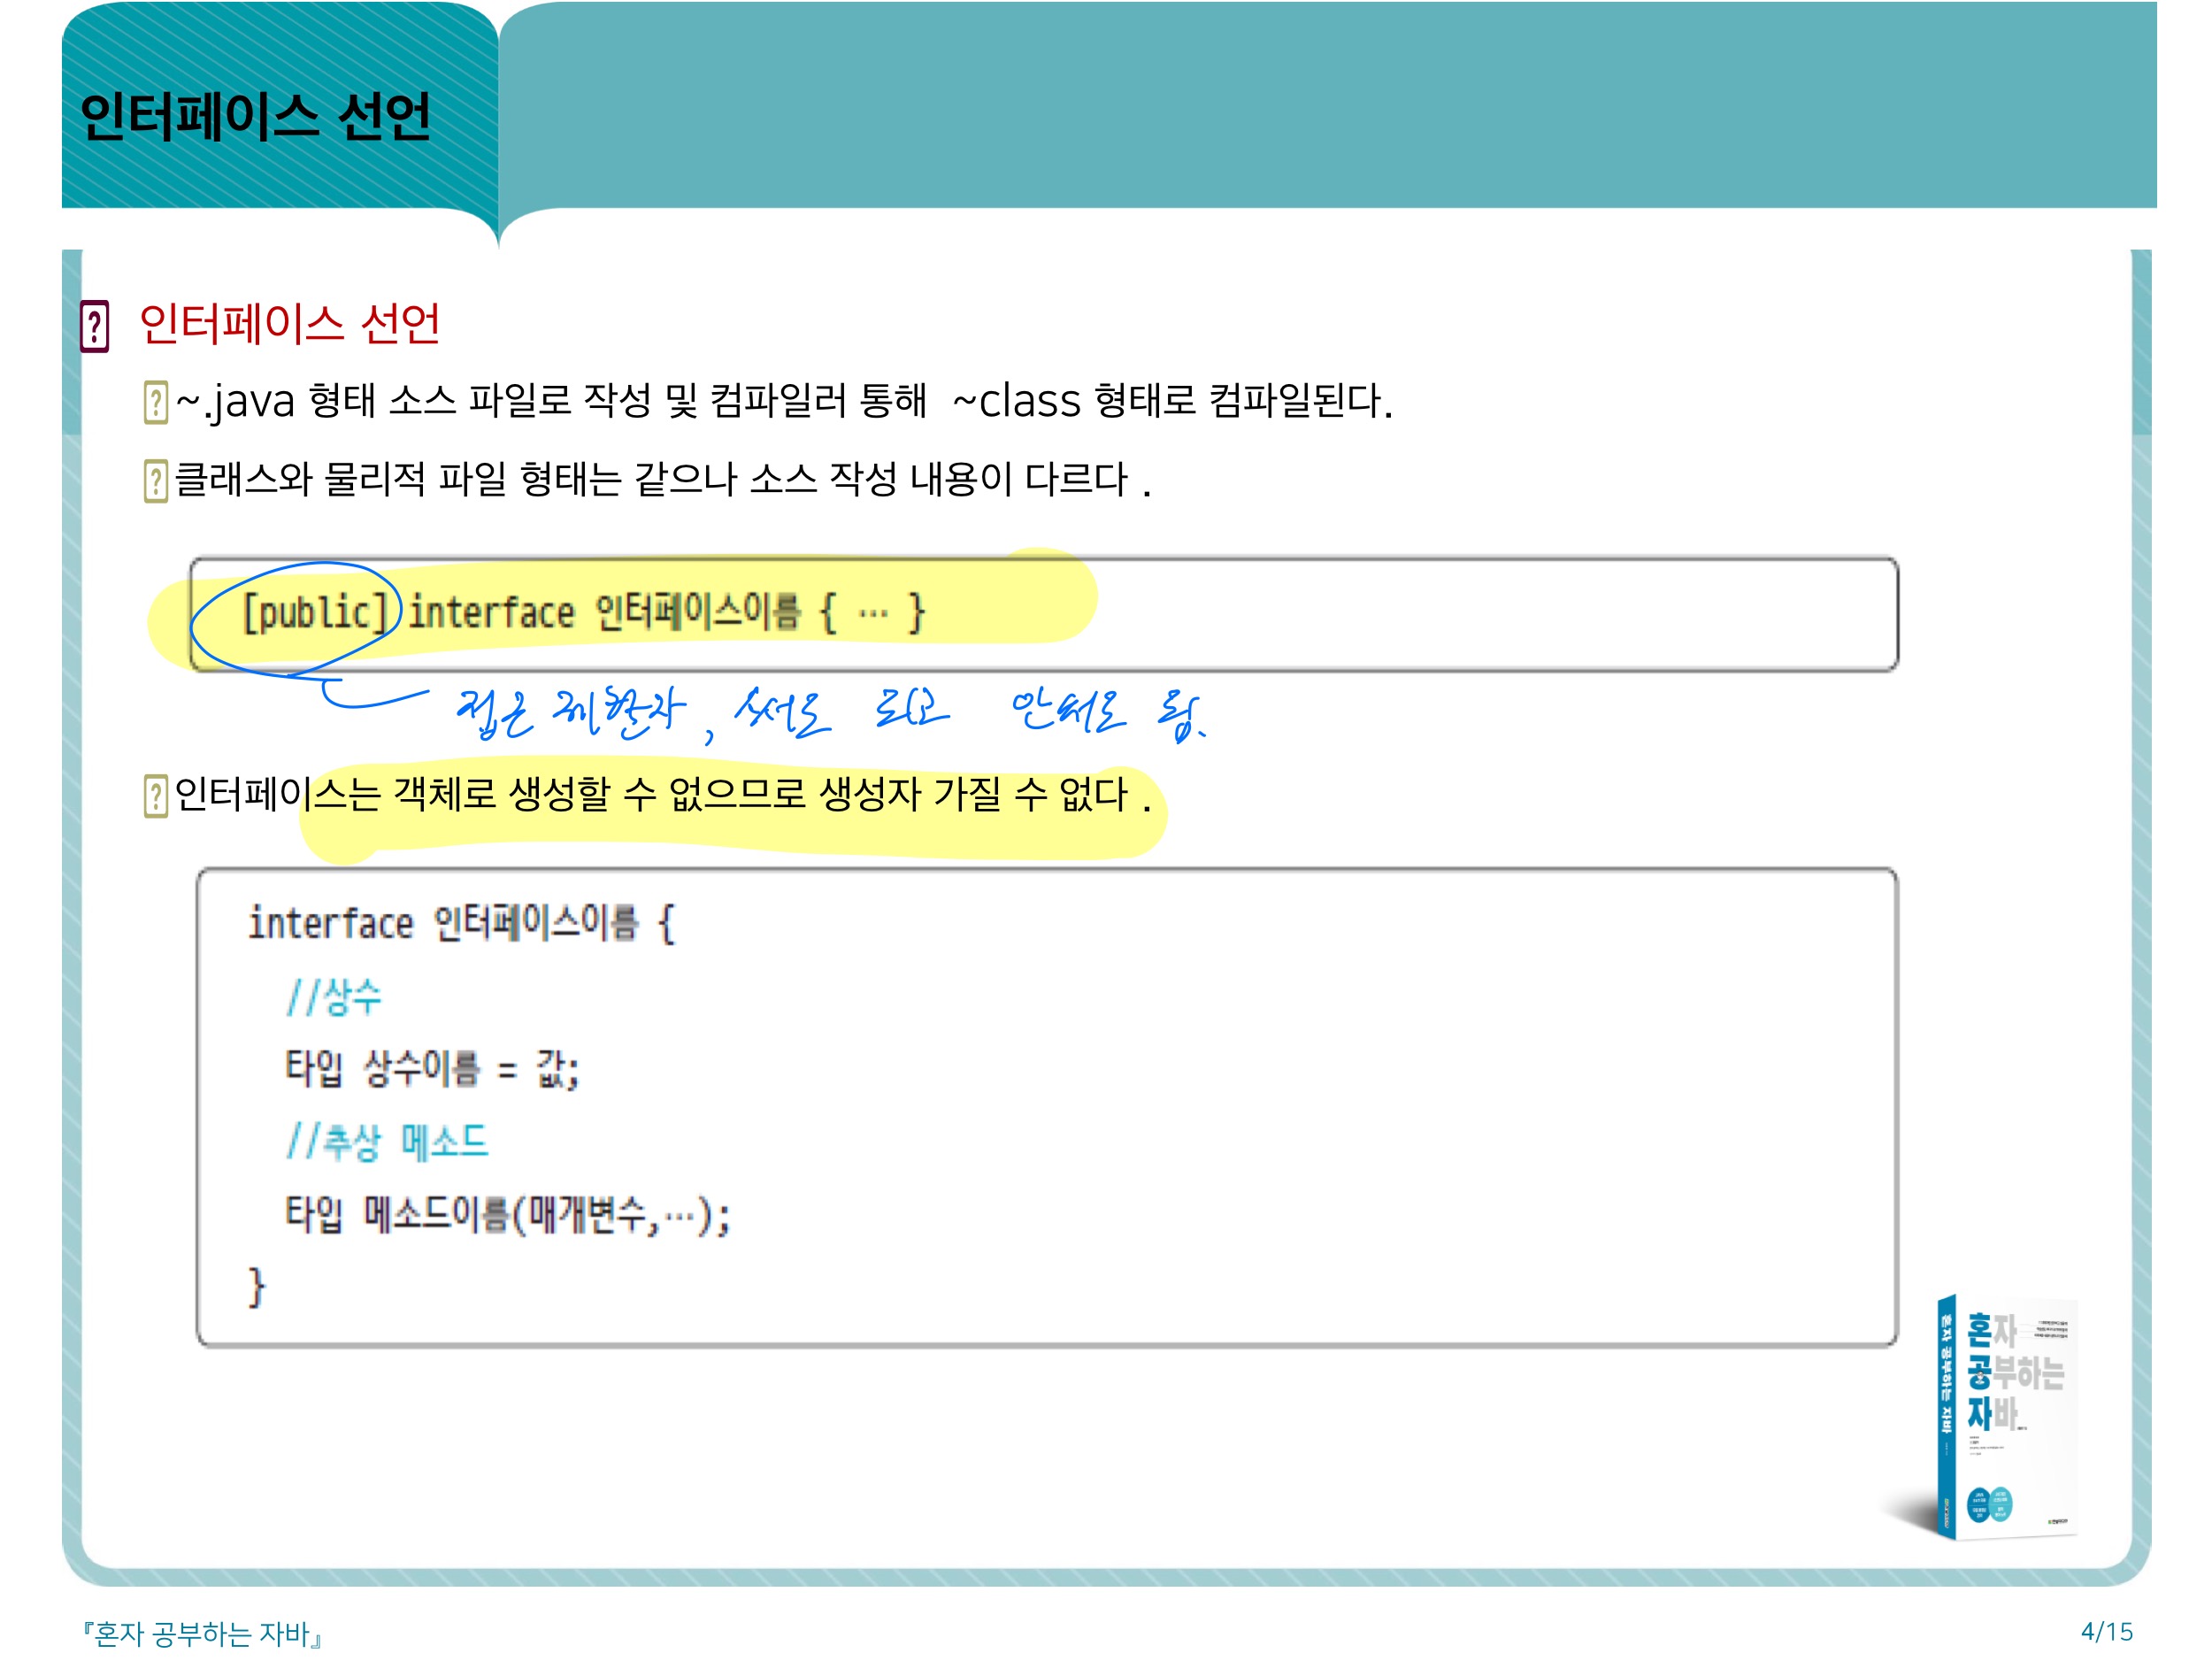 인터페이스 선언
인터페이스 선언
~.java 형태 소스 파일로 작성 및 컴파일러 통해 ~class 형태로 컴파일된다.
클래스와 물리적 파일 형태는 같으나 소스 작성 내용이 다르다 .
[public] interface 인터페이스이름 { … }
접근 제한자, 써도 되고 안써도 됨.
인터페이스는 객체로 생성할 수 없으므로 생성자 가질 수 없다 .
interface 인터페이스이름 {
//상수
타입 상수이름 = 값;
//추상 메소드
타입 메소드이름(매개변수,…);
}
혼자 공부하는 자바
혼자
공부하는
자바
『혼자 공부하는 자바』
4/15